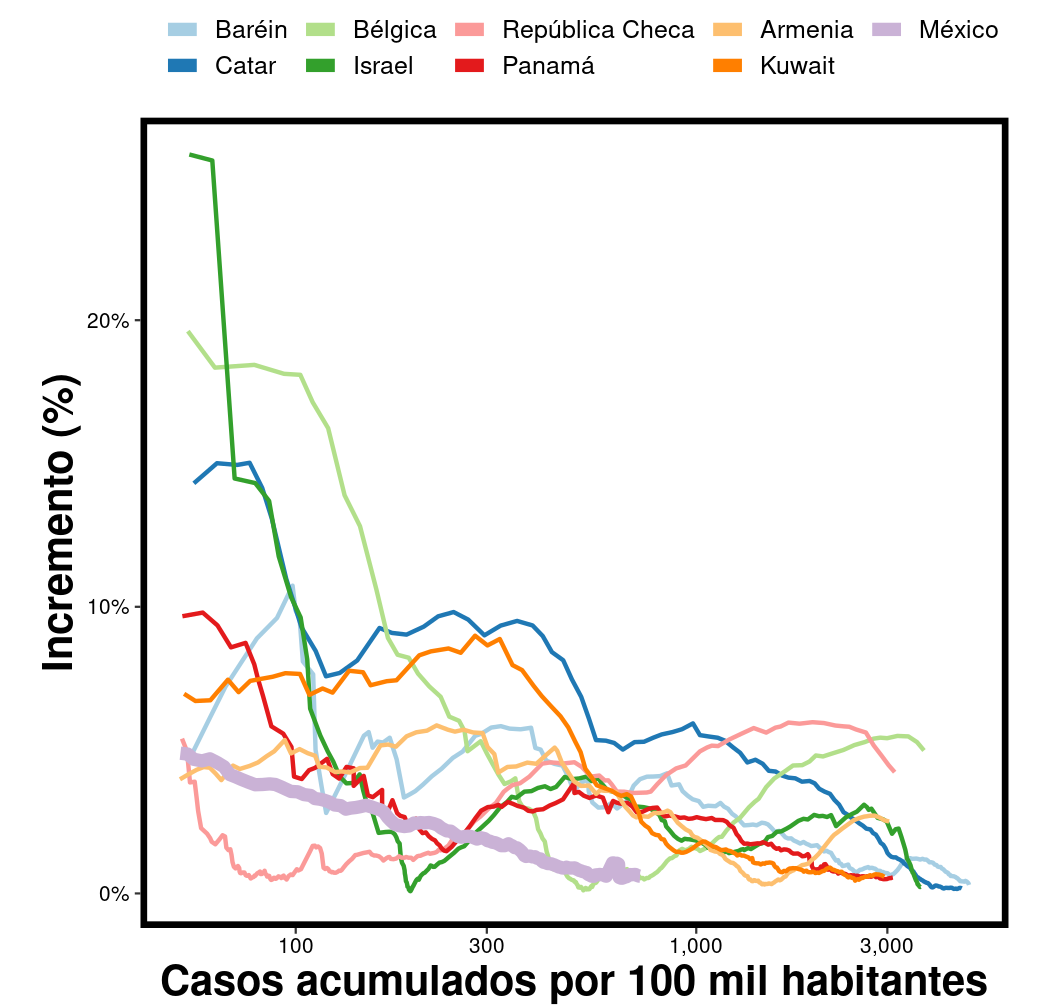 Baréin Bélgica República Checa Armenia México
Catar Israel Panamá Kuwait
Incremento (%)
20%
10%
0%
100 300 1,000 3,000
Casos acumulados por 100 mil habitantes